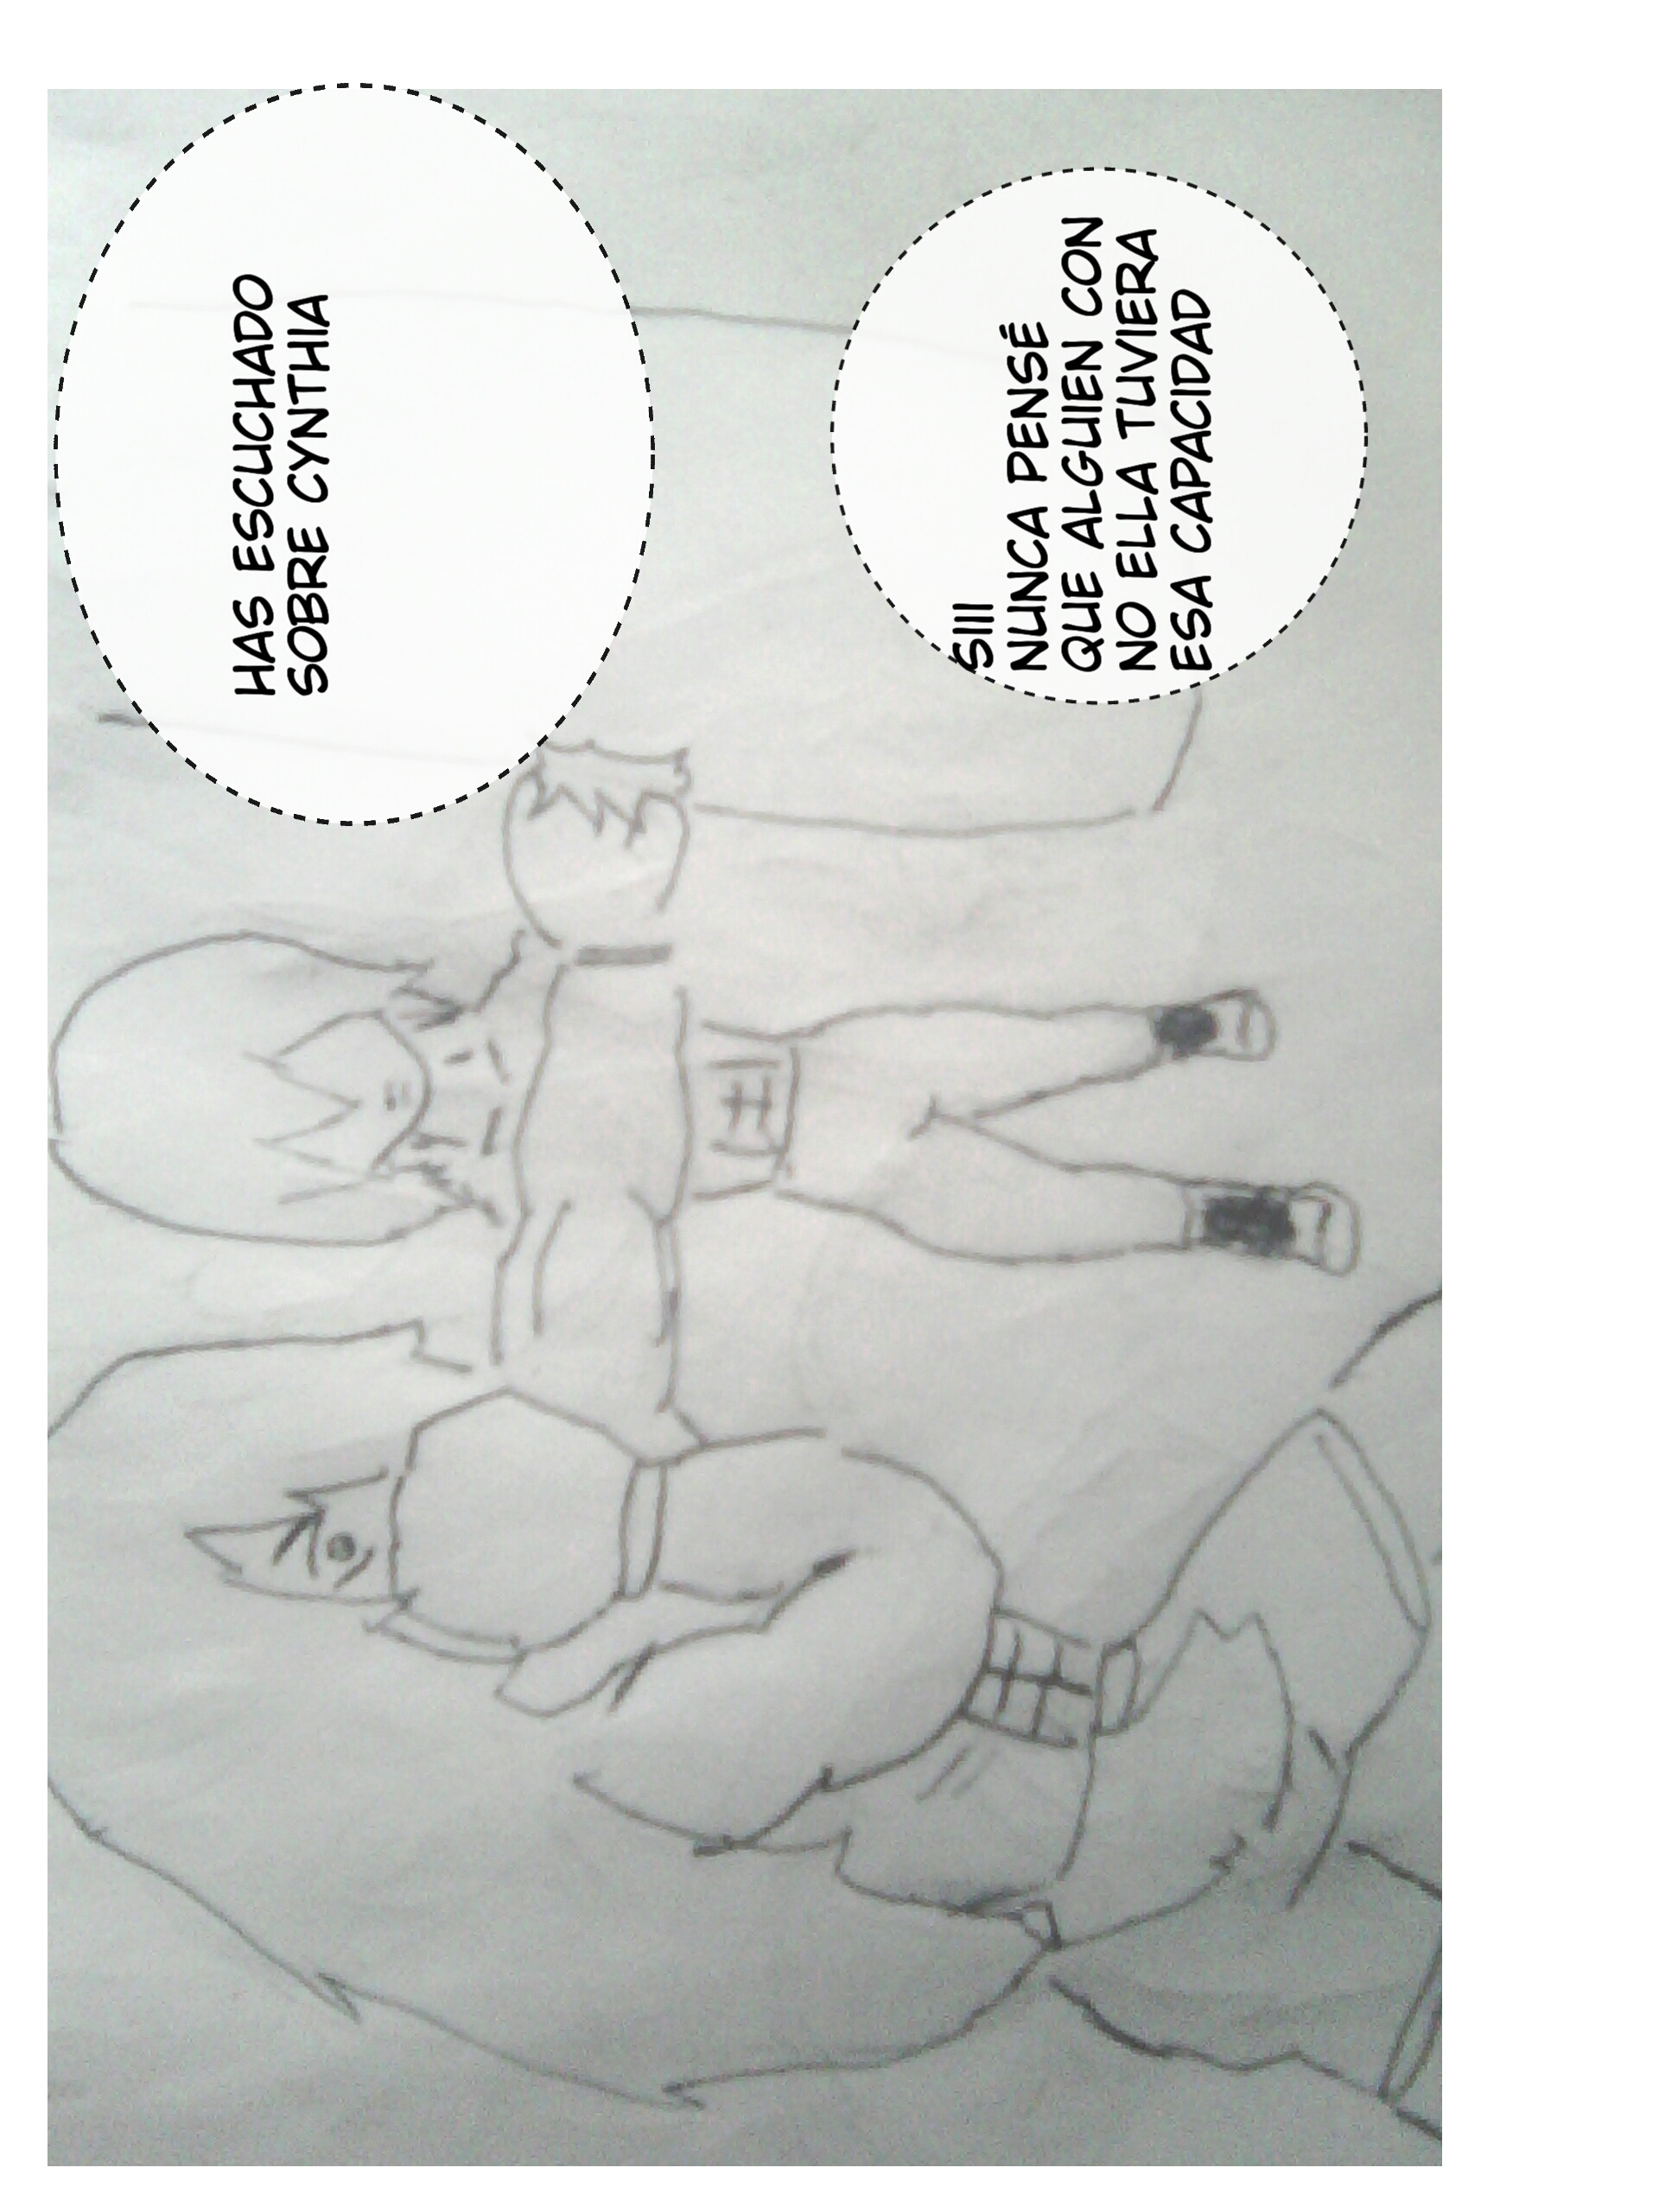 HAS ESCUCHADO
SOBRE CYNTHIA
SIII
NUNCA PENSÉ
QUE ALGUIEN CON
NO ELLA TUVIERA
ESA CAPACIDAD